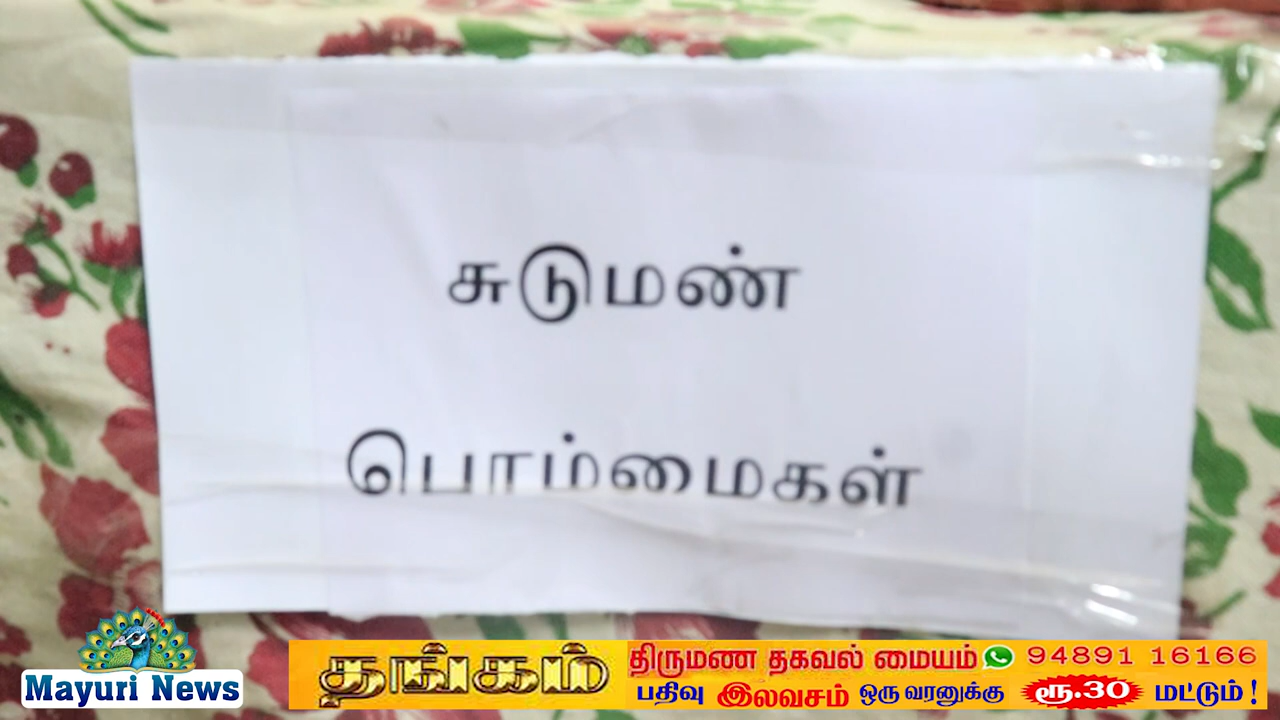 சுடுமண்
பொம்மைகள்
Mayuri News
தங்கம்
திருமண தகவல் மையம் 94891 16166
பதிவு இலவசம் ஒரு வரனுக்கு ரூ.30 மட்டும் !